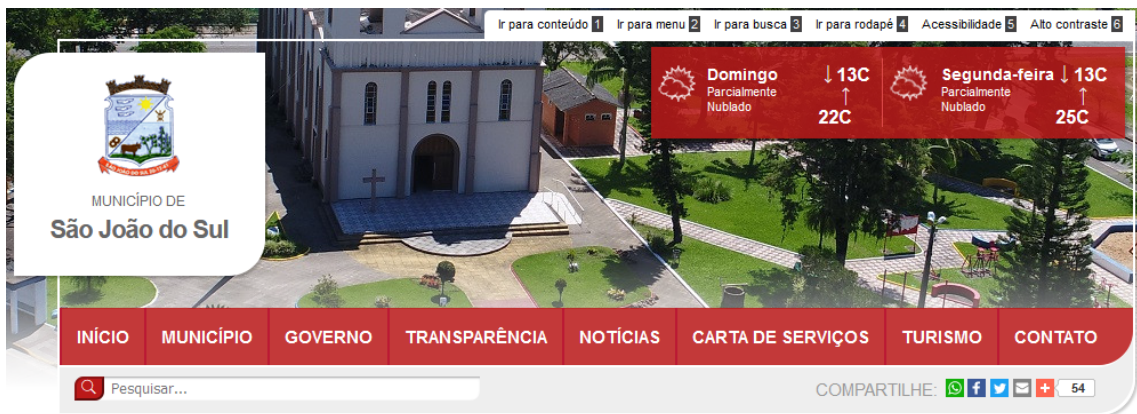 Ir para conteúdo 1 Ir para menu 2 Ir para busca 3 Ir para rodapé 4 Acessibilidade 5 Alto contraste 6
Domingo ↓ 13C
Parcialmente Nublado ↑
22C
Segunda-feira ↓ 13C
Parcialmente Nublado ↑
25C
MUNICÍPIO DE
São João do Sul
INÍCIO MUNICÍPIO GOVERNO TRANSPARÊNCIA NOTÍCIAS CARTA DE SERVIÇOS TURISMO CONTATO
Pesquisar... COMPARTILHE: 54